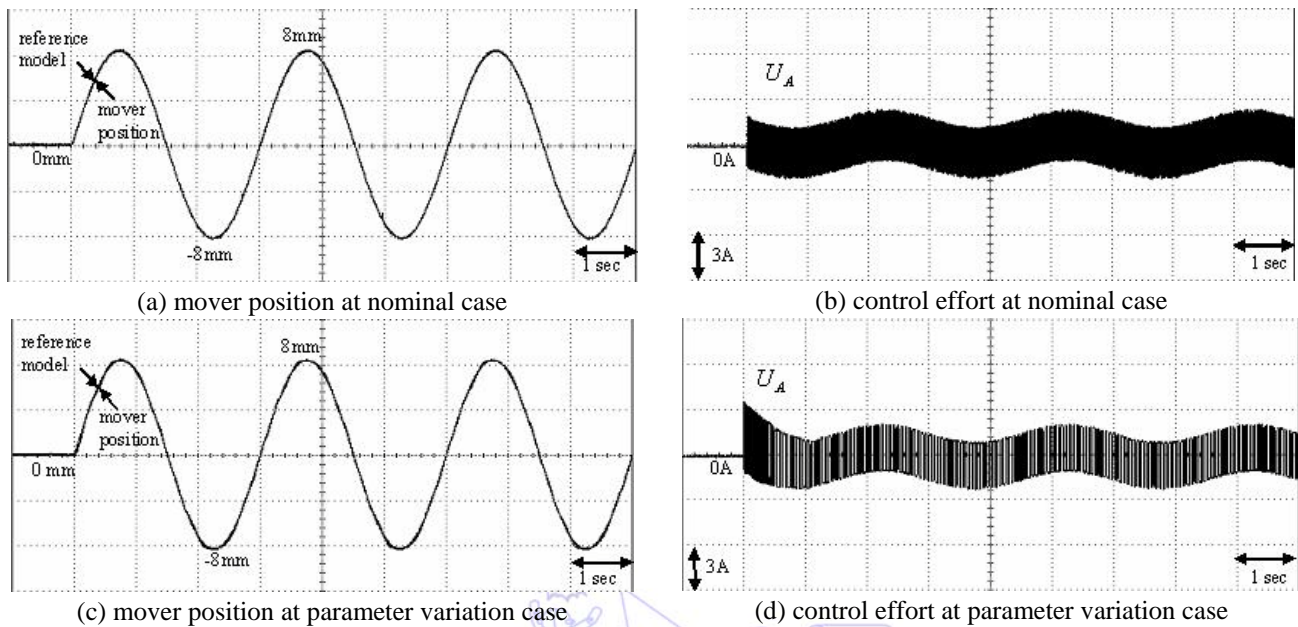 reference
model
mover
position
8mm
0mm
-8mm
1 sec
U_A
0A
3A
1 sec
(a) mover position at nominal case
(b) control effort at nominal case
reference
model
mover
position
8mm
0 mm
-8mm
1 sec
U_A
0A
3A
1 sec
(c) mover position at parameter variation case
(d) control effort at parameter variation case